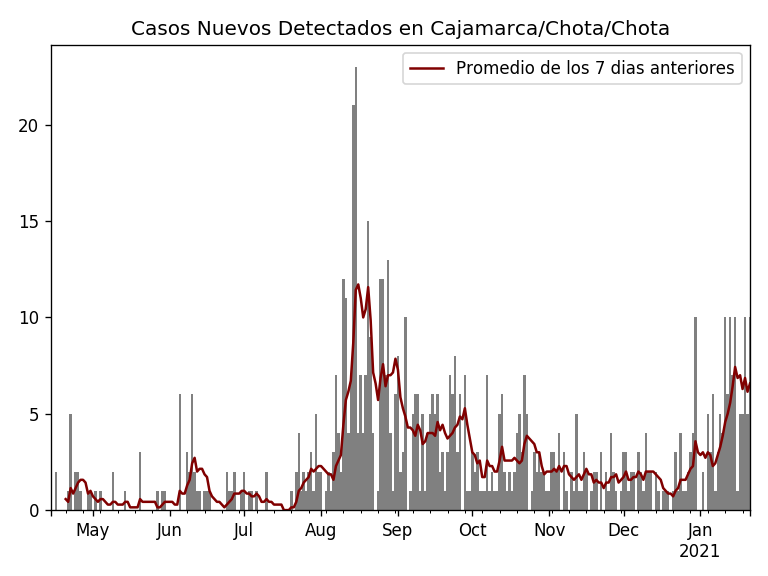 Casos Nuevos Detectados en Cajamarca/Chota/Chota
Promedio de los 7 dias anteriores
20
15
10
5
0
May Jun Jul Aug Sep Oct Nov Dec Jan
2021